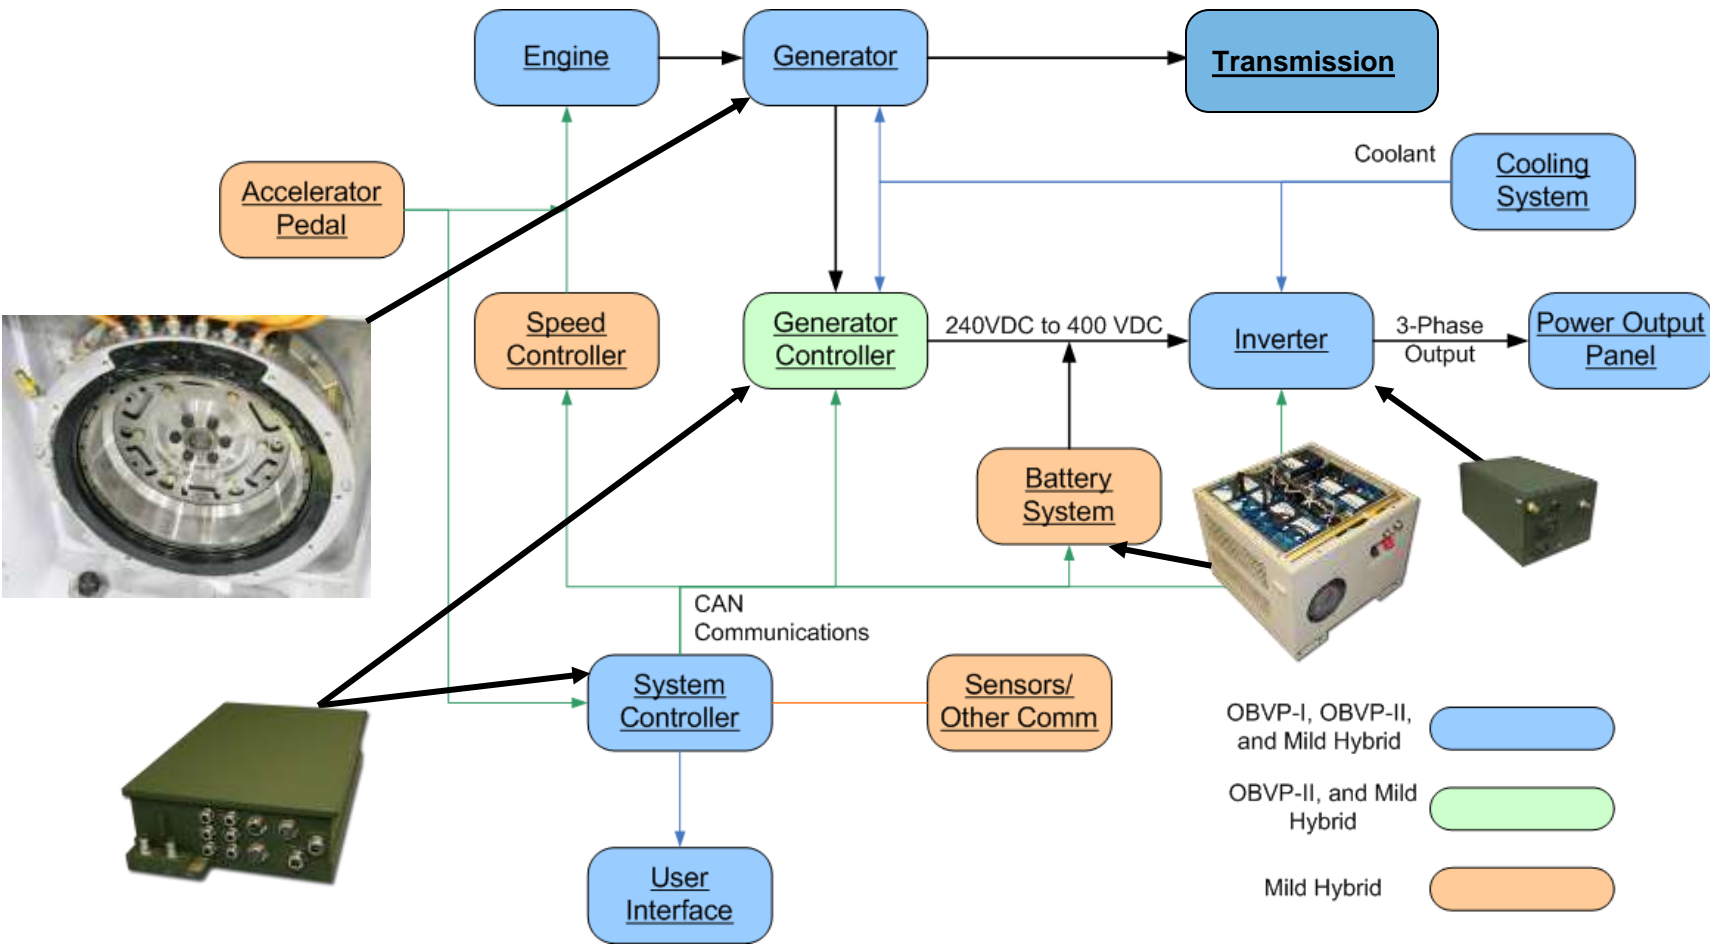 Engine
Generator
Transmission
Coolant
Cooling
System
Accelerator
Pedal
Speed
Controller
Generator
Controller
240VDC to 400 VDC
Inverter
3-Phase
Output
Power Output
Panel
Battery
System
CAN
Communications
System
Controller
Sensors/
Other Comm
User
Interface
OBVP-I, OBVP-II,
and Mild Hybrid
OBVP-II, and Mild
Hybrid
Mild Hybrid